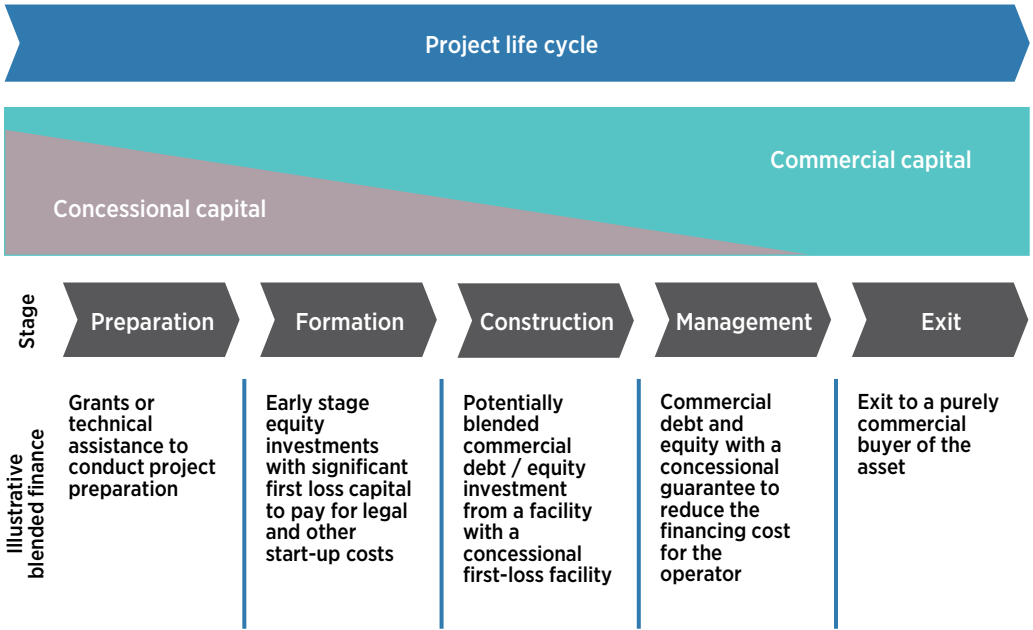 Project life cycle
Commercial capital
Concessional capital
Stage
Preparation
Formation
Construction
Management
Exit
Illustrative
blended finance
Grants or
technical
assistance to
conduct project
preparation
Early stage
equity
investments
with significant
first loss capital
to pay for legal
and other
start-up costs
Potentially
blended
commercial
debt / equity
investment
from a facility
with a
concessional
first-loss facility
Commercial
debt and
equity with a
concessional
guarantee to
reduce the
financing cost
for the
operator
Exit to a purely
commercial
buyer of the
asset